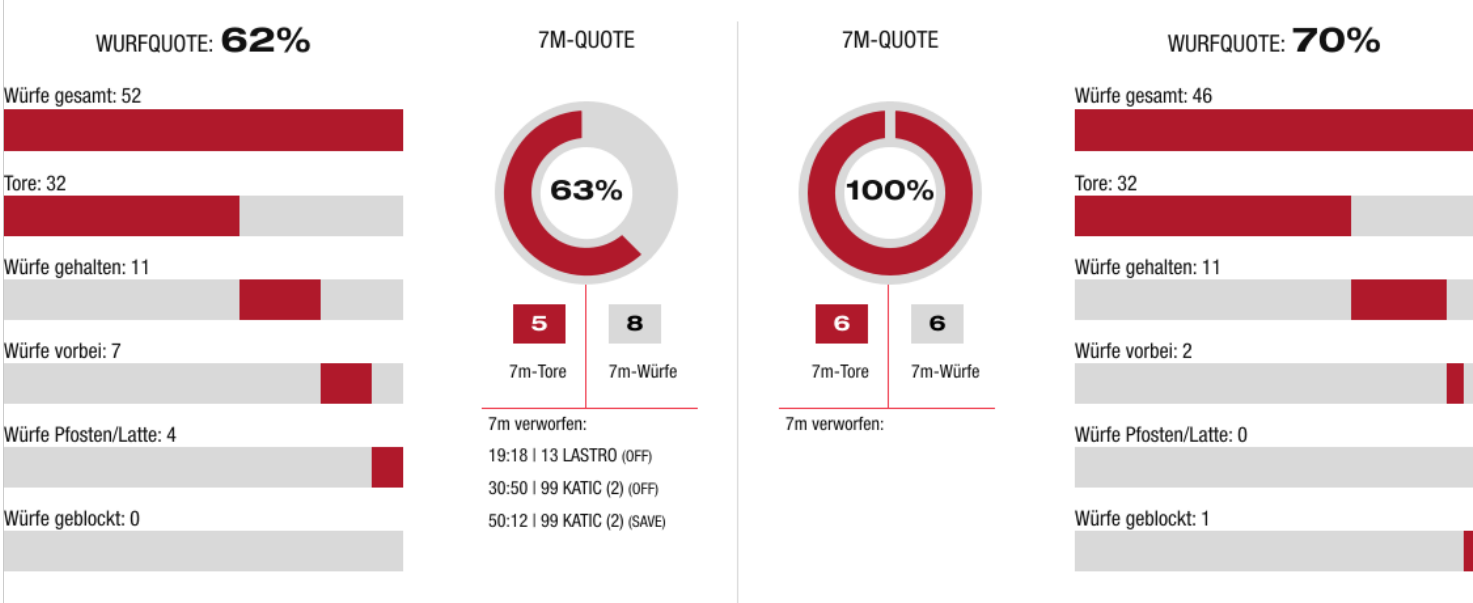 WURFQUOTE: 62%
Würfe gesamt: 52
Tore: 32
Würfe gehalten: 11
Würfe vorbei: 7
Würfe Pfosten/Latte: 4
Würfe geblockt: 0
7M-QUOTE
63%
5 8
7m-Tore 7m-Würfe
7m verworfen:
19:18 | 13 LASTRO (OFF)
30:50 | 99 KATIC (2) (OFF)
50:12 | 99 KATIC (2) (SAVE)
7M-QUOTE
100%
6 6
7m-Tore 7m-Würfe
7m verworfen:
WURFQUOTE: 70%
Würfe gesamt: 46
Tore: 32
Würfe gehalten: 11
Würfe vorbei: 2
Würfe Pfosten/Latte: 0
Würfe geblockt: 1